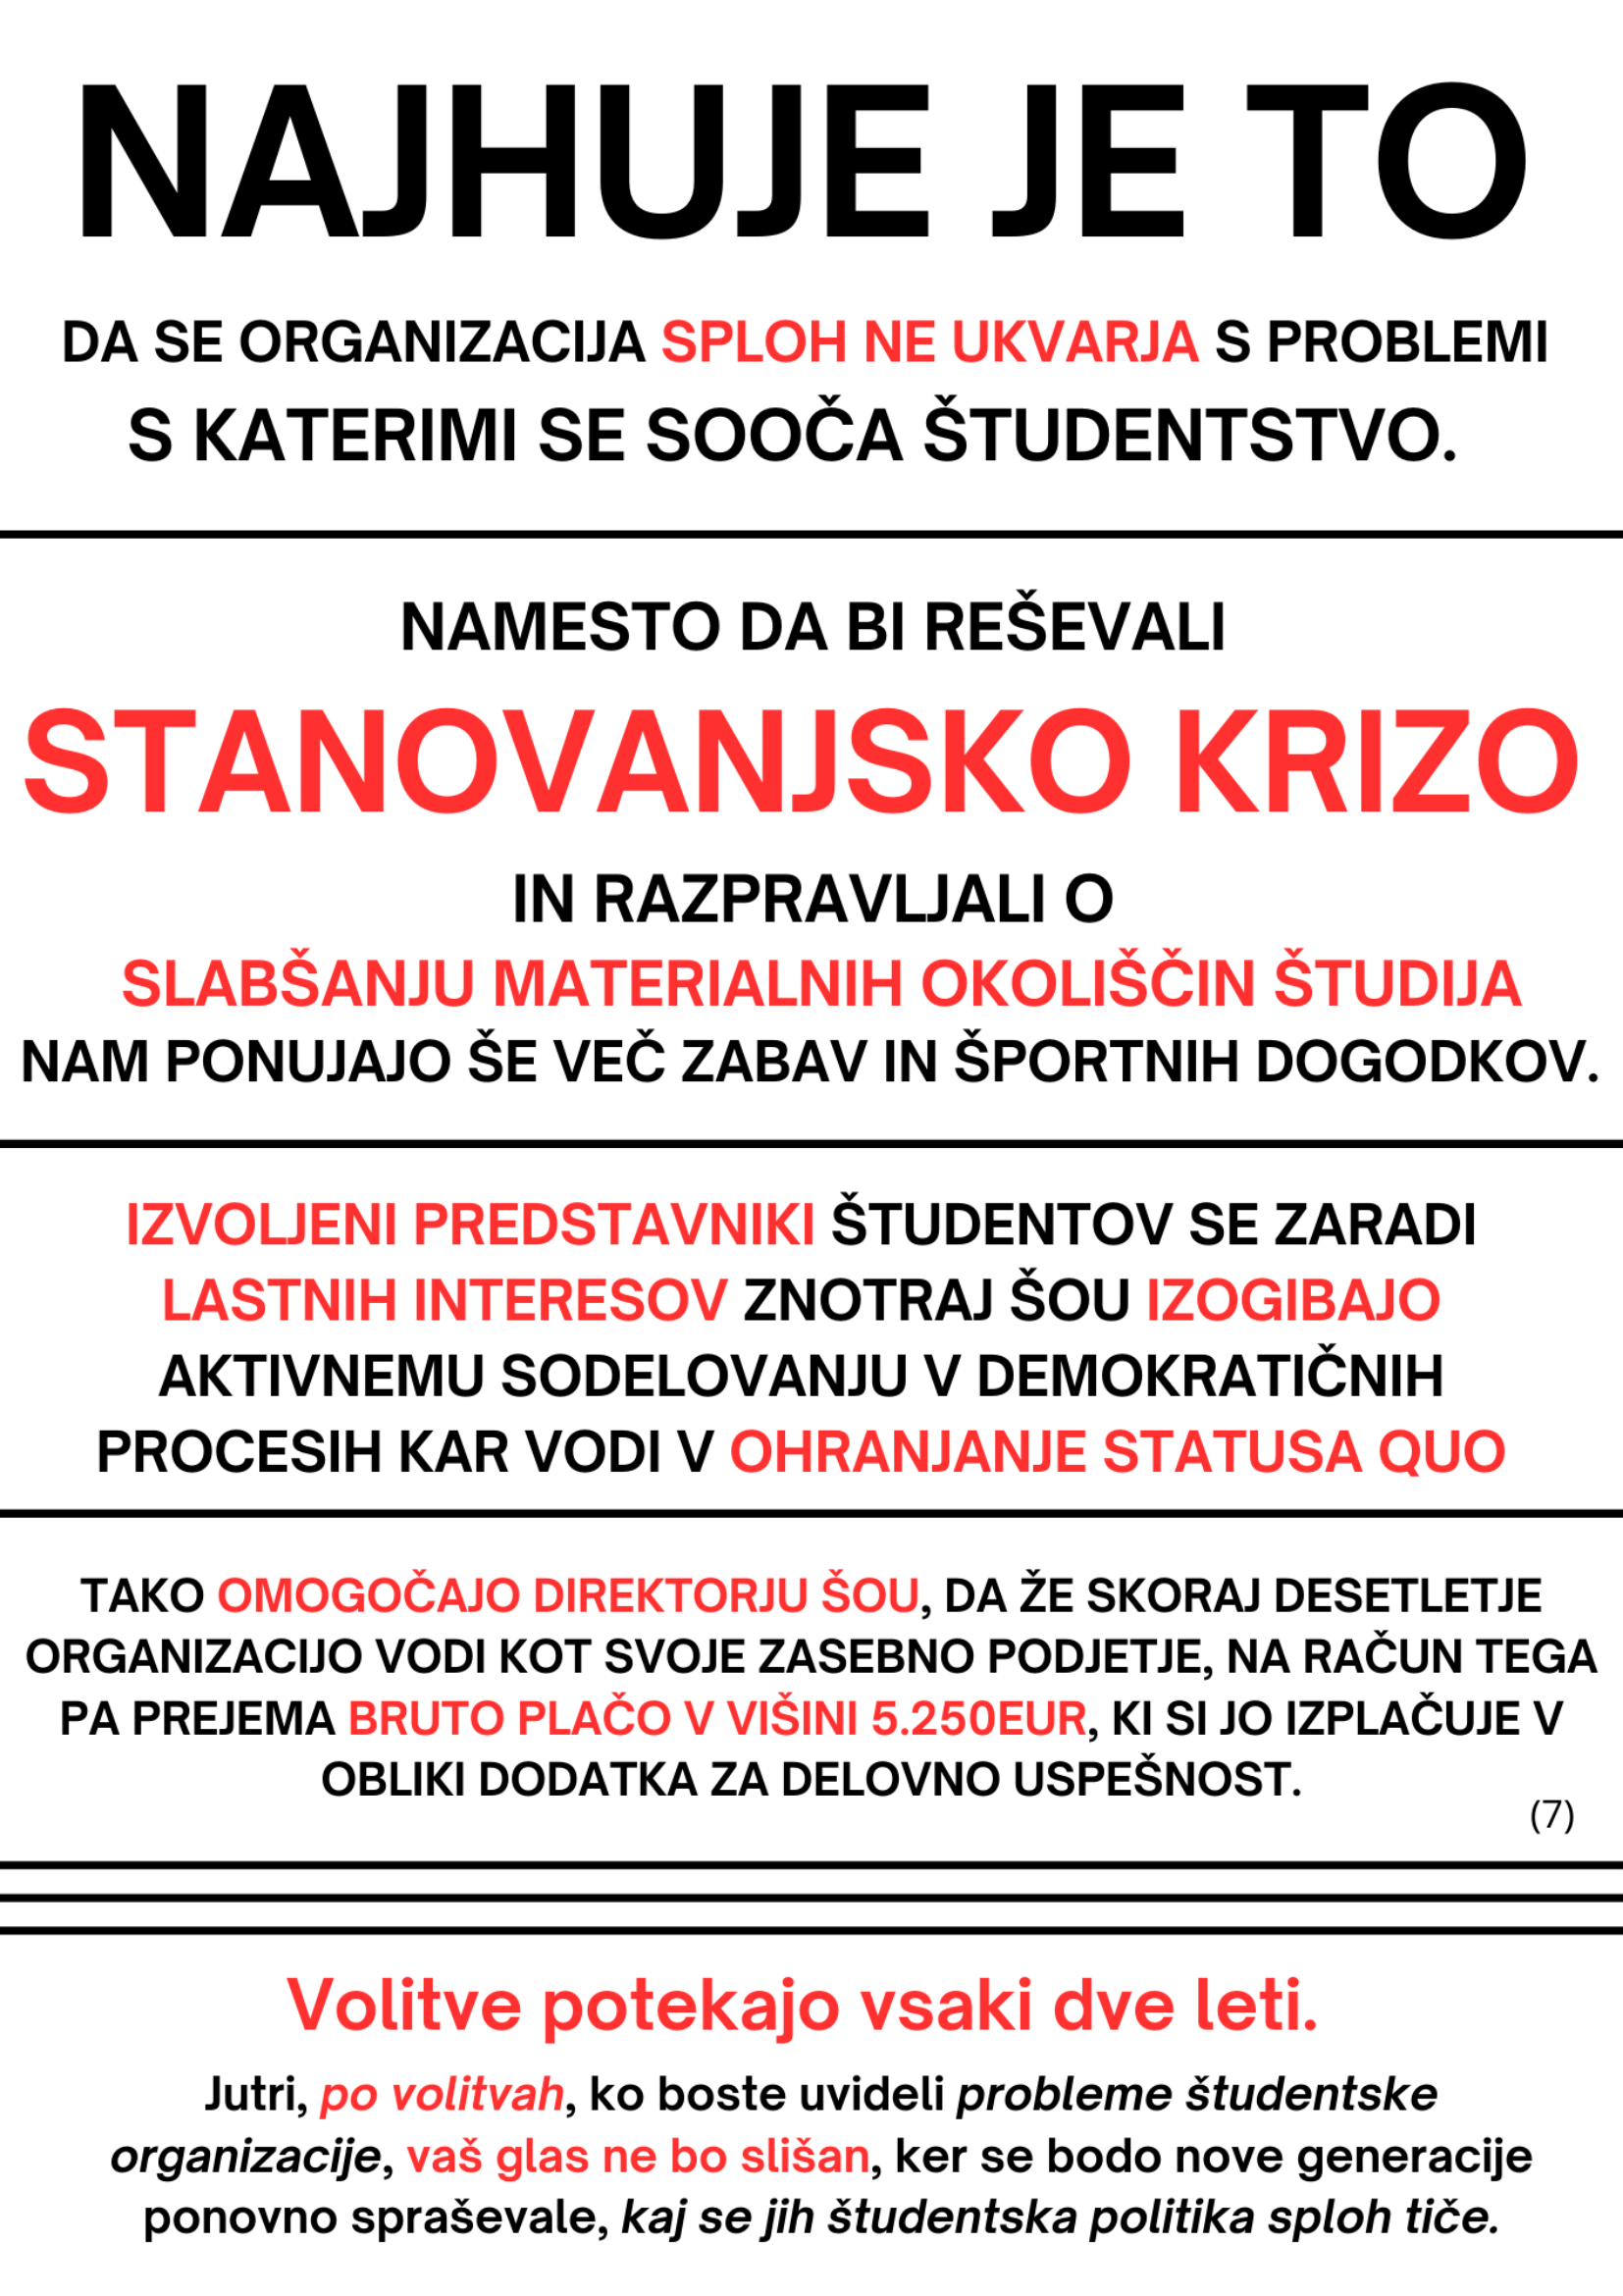 NAJHUJE JE TO
DA SE ORGANIZACIJA SPLOH NE UKVARJA S PROBLEMI
S KATERIMI SE SOOČA ŠTUDENTSTVO.
NAMESTO DA BI REŠEVALI
STANOVANJSKO KRIZO
IN RAZPRAVLJALI O
SLABŠANJU MATERIALNIH OKOLIŠČIN ŠTUDIJA
NAM PONUJAJO ŠE VEČ ZABAV IN ŠPORTNIH DOGODKOV.
IZVOLJENI PREDSTAVNIKI ŠTUDENTOV SE ZARADI
LASTNIH INTERESOV ZNOTRAJ ŠOU IZOGIBAJO
AKTIVNEMU SODELOVANJU V DEMOKRATIČNIH
PROCESIH KAR VODI V OHRANJANJE STATUSA QUO
TAKO OMOGOČAJO DIREKTORJU ŠOU, DA ŽE SKORAJ DESETLETJE
ORGANIZACIJO VODI KOT SVOJE ZASEBNO PODJETJE, NA RAČUN TEGA
PA PREJEMA BRUTO PLAČO V VIŠINI 5.250EUR, KI SI JO IZPLAČUJE V
OBLIKI DODATKA ZA DELOVNO USPEŠNOST.
(7)
Volitve potekajo vsaki dve leti.
Jutri, po volitvah, ko boste uvideli probleme študentske
organizacije, vaš glas ne bo slišan, ker se bodo nove generacije
ponovno spraševale, kaj se jih študentska politika sploh tiče.